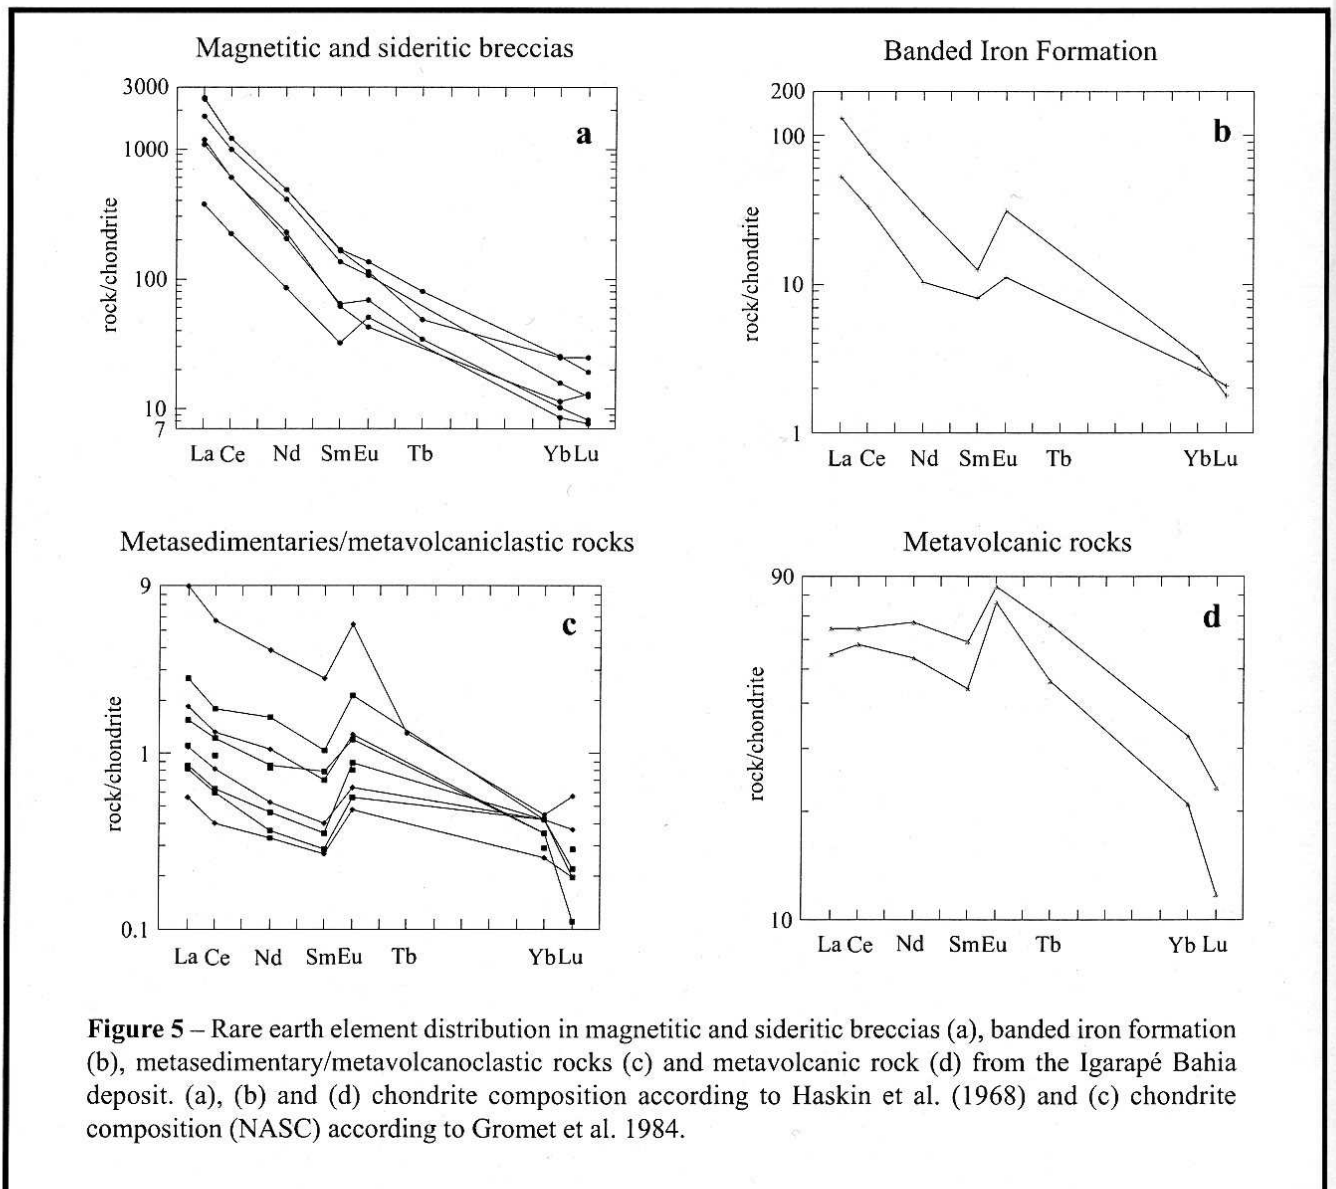 Magnetitic and sideritic breccias
3000
1000
100
10
7
rock/chondrite
a
La Ce Nd Sm Eu Tb Yb Lu
Banded Iron Formation
200
100
10
1
rock/chondrite
b
La Ce Nd Sm Eu Tb Yb Lu
Metasedimentaries/metavolcaniclastic rocks
9
1
0.1
rock/chondrite
c
La Ce Nd Sm Eu Tb Yb Lu
Metavolcanic rocks
90
10
rock/chondrite
d
La Ce Nd Sm Eu Tb Yb Lu
Figure 5 – Rare earth element distribution in magnetitic and sideritic breccias (a), banded iron formation
(b), metasedimentary/metavolcanoclastic rocks (c) and metavolcanic rock (d) from the Igarapé Bahia
deposit. (a), (b) and (d) chondrite composition according to Haskin et al. (1968) and (c) chondrite
composition (NASC) according to Gromet et al. 1984.